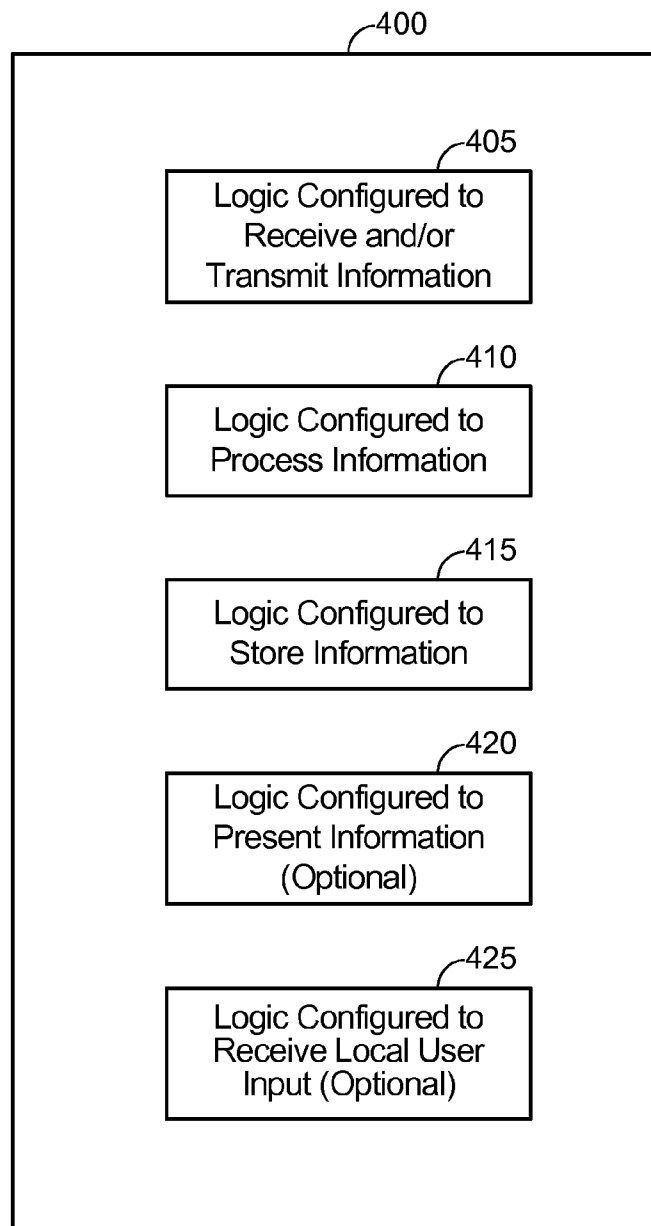 400
405
Logic Configured to
Receive and/or
Transmit Information
410
Logic Configured to
Process Information
415
Logic Configured to
Store Information
420
Logic Configured to
Present Information
(Optional)
425
Logic Configured to
Receive Local User
Input (Optional)